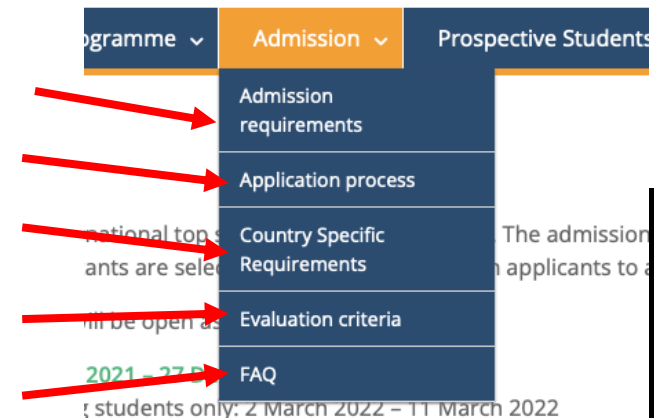 ogramme Admission Prospective Students
Admission
requirements
Application process
national top s
Country Specific
The admission
ants are selec
Requirements
n applicants to a
will be open as
Evaluation criteria
2021 – 27 D
FAQ
g students only: 2 March 2022 – 11 March 2022